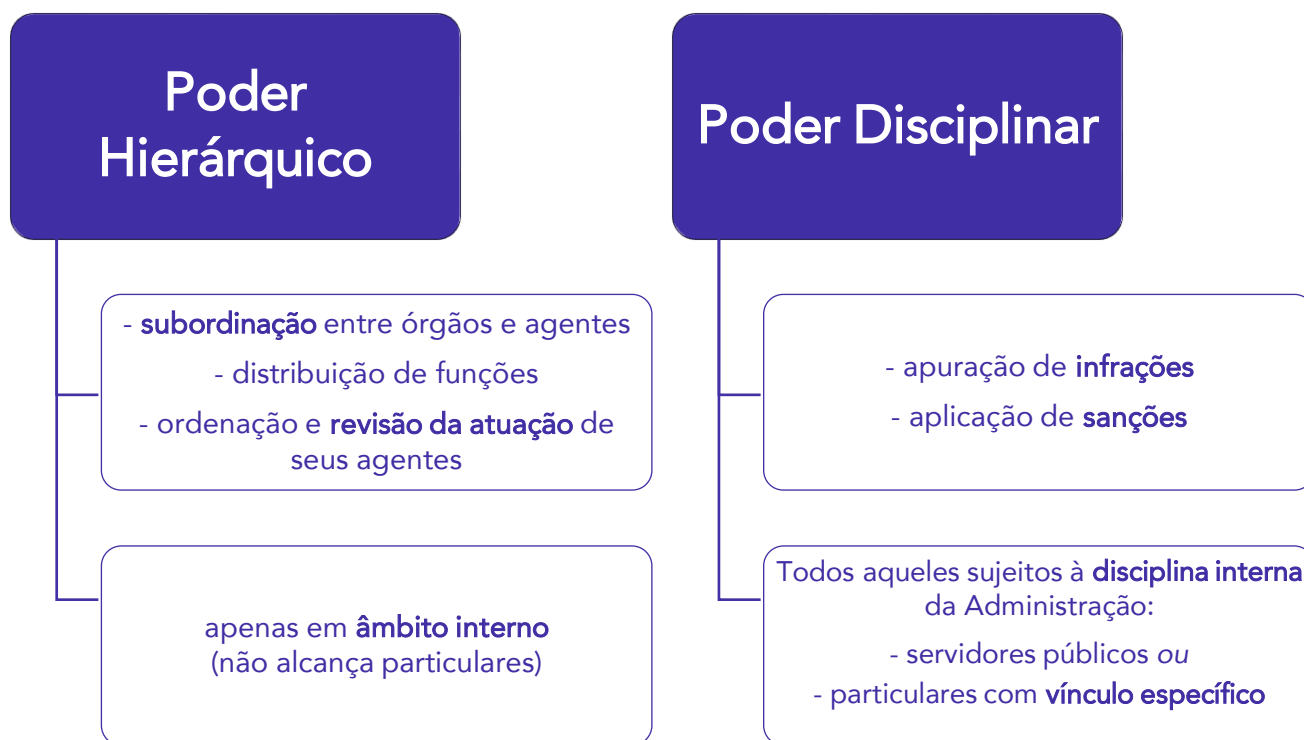 Poder
Hierárquico
- subordinação entre órgãos e agentes
- distribuição de funções
- ordenação e revisão da atuação de
seus agentes
apenas em âmbito interno
(não alcança particulares)
Poder Disciplinar
- apuração de infrações
- aplicação de sanções
Todos aqueles sujeitos à disciplina interna
da Administração:
- servidores públicos ou
- particulares com vínculo específico